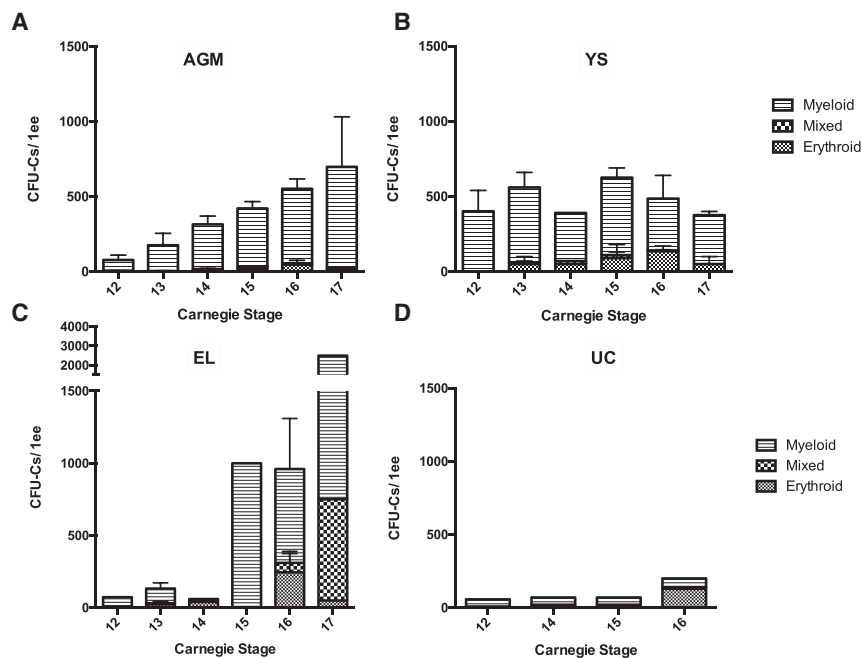 A
AGM
1500
1000
500
0
CFU-Cs/ 1ee
12 13 14 15 16 17
Carnegie Stage
B
YS
1500
1000
500
0
CFU-Cs/ 1ee
12 13 14 15 16 17
Carnegie Stage
Myeloid
Mixed
Erythroid
C
EL
4000
3000
2000
1500
1000
500
0
CFU-Cs/ 1ee
12 13 14 15 16 17
Carnegie Stage
D
UC
1500
1000
500
0
CFU-Cs/ 1ee
12 14 15 16
Carnegie Stage
Myeloid
Mixed
Erythroid